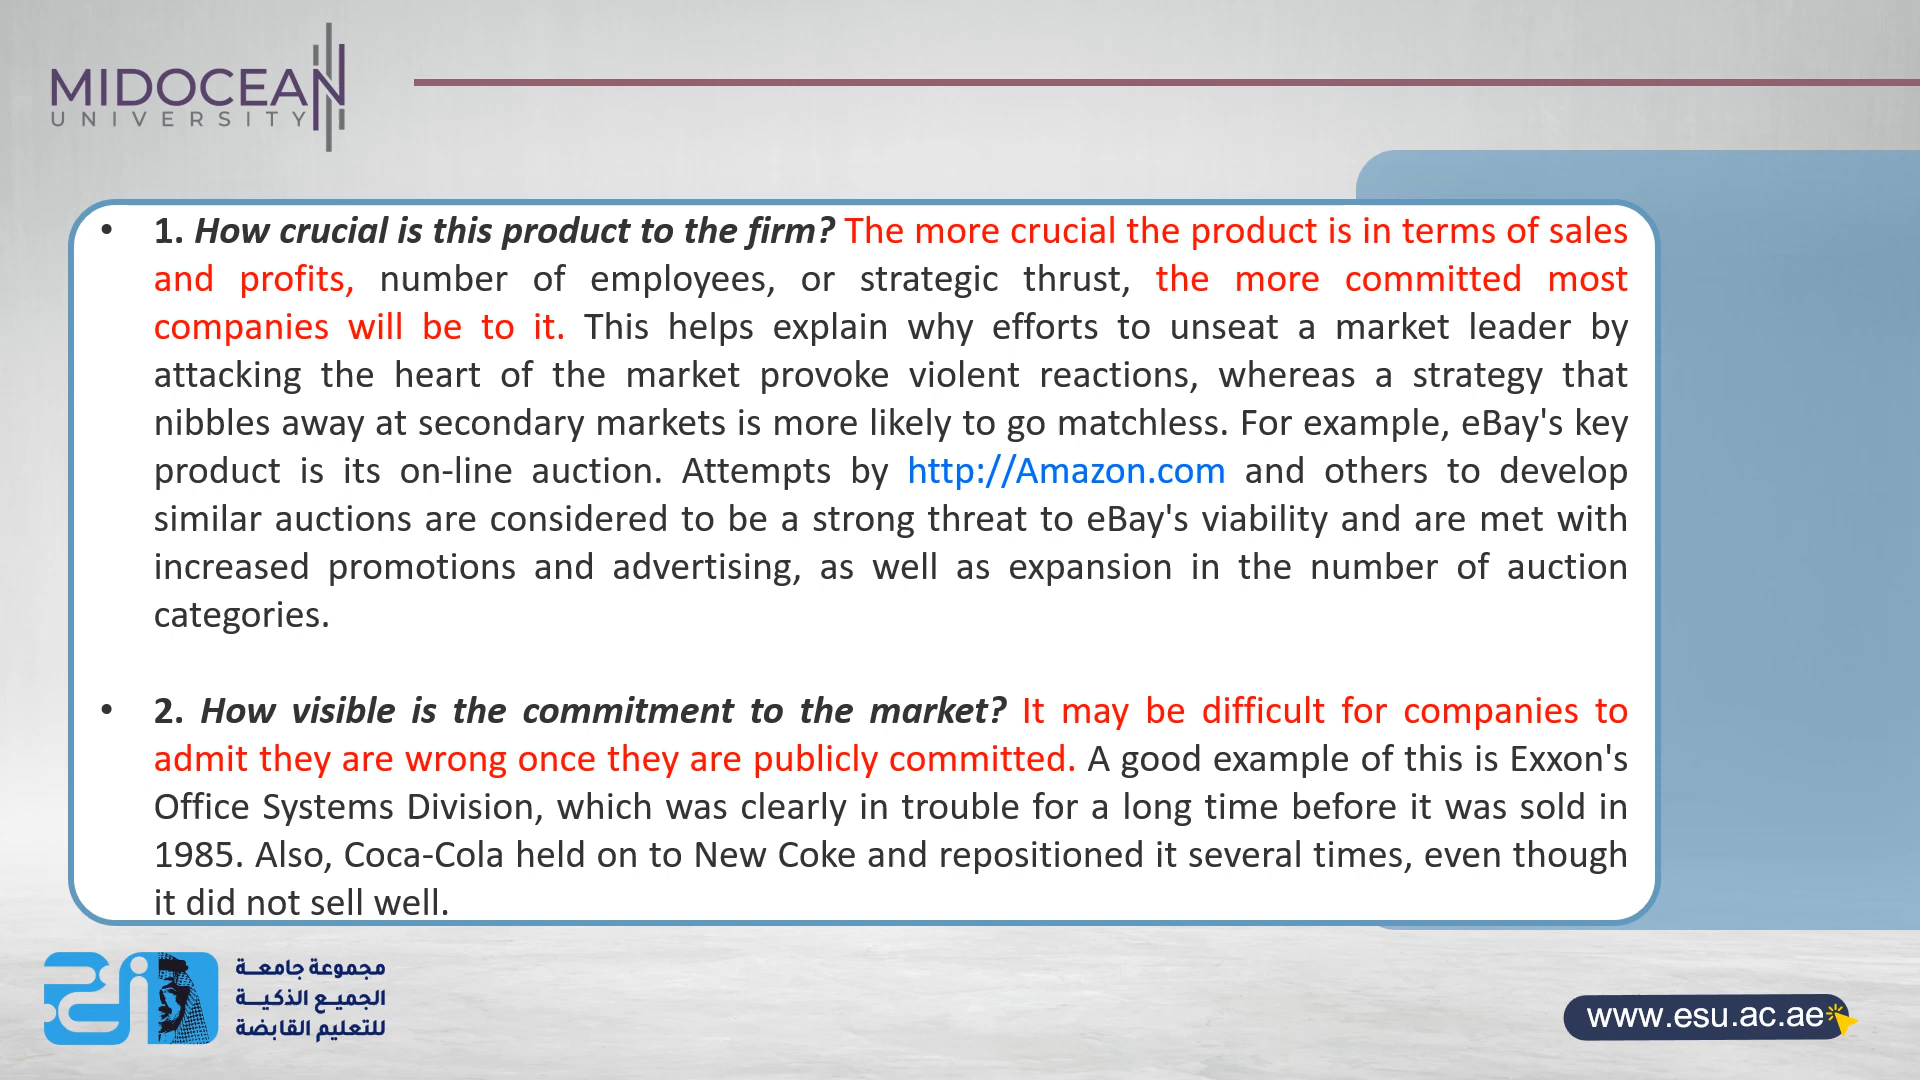 MIDOCEAN
UNIVERSITY
• 1. How crucial is this product to the firm? The more crucial the product is in terms of sales
and profits, number of employees, or strategic thrust, the more committed most
companies will be to it. This helps explain why efforts to unseat a market leader by
attacking the heart of the market provoke violent reactions, whereas a strategy that
nibbles away at secondary markets is more likely to go matchless. For example, eBay's key
product is its on-line auction. Attempts by http://Amazon.com and others to develop
similar auctions are considered to be a strong threat to eBay's viability and are met with
increased promotions and advertising, as well as expansion in the number of auction
categories.
• 2. How visible is the commitment to the market? It may be difficult for companies to
admit they are wrong once they are publicly committed. A good example of this is Exxon's
Office Systems Division, which was clearly in trouble for a long time before it was sold in
1985. Also, Coca-Cola held on to New Coke and repositioned it several times, even though
it did not sell well.
مجموعة جامعة
الجميع الذكية
للتعليم القابضة
www.esu.ac.ae